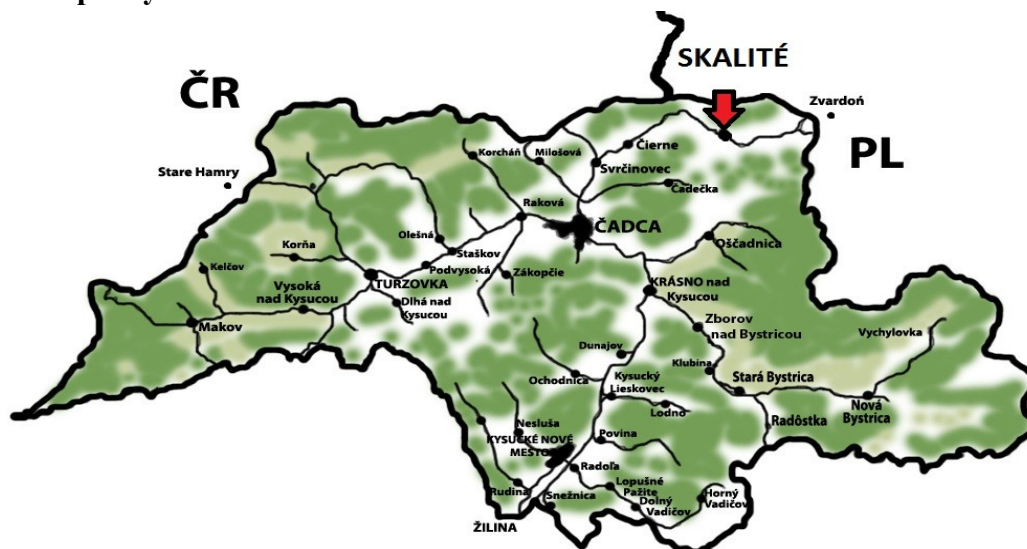 SKALITÉ
ČR
Zvardoň
PL
Korcháň
Milošová
Čierne
Svrčinovec
Stare Hamry
Čadečka
Raková
ČADCA
Olešná
Oščadnica
Korňa
Staškov
Kelčov
Podvysoká
Zákopčie
TURZOVKA
KRÁSNO nad
Kysucou
Vysoká
nad Kysucou
Dlhá nad
Kysucou
Makov
Zborov
nad Bystricou
Vychylovka
Dunajov
Klubina
Ochodnica
Kysucký
Lieskovec
Stará Bystrica
Lodno
Nová
Bystrica
Radôstka
Nesluša
KYSUCKÉ NOVÉ
MESTO
Povina
Radoľa
Rudina
Snežnica
Lopušné
Pažite
Dolný
Vadičov
Horný
Vadičov
ŽILINA